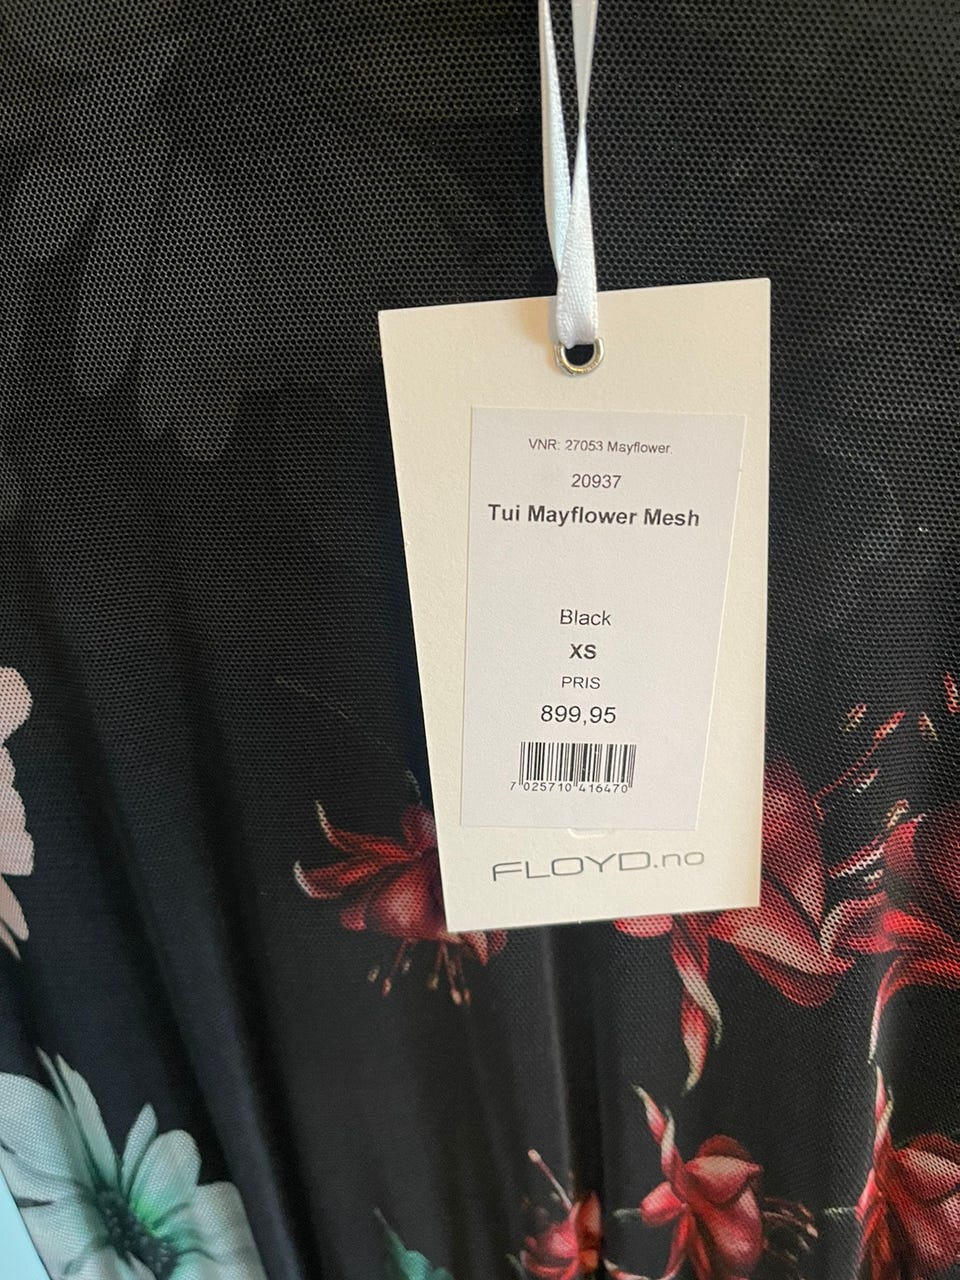 VNR: 27053 Mayflower.
20937
Tui Mayflower Mesh
Black
XS
PRIS
899,95
7 025710 416470
FLOYD.no